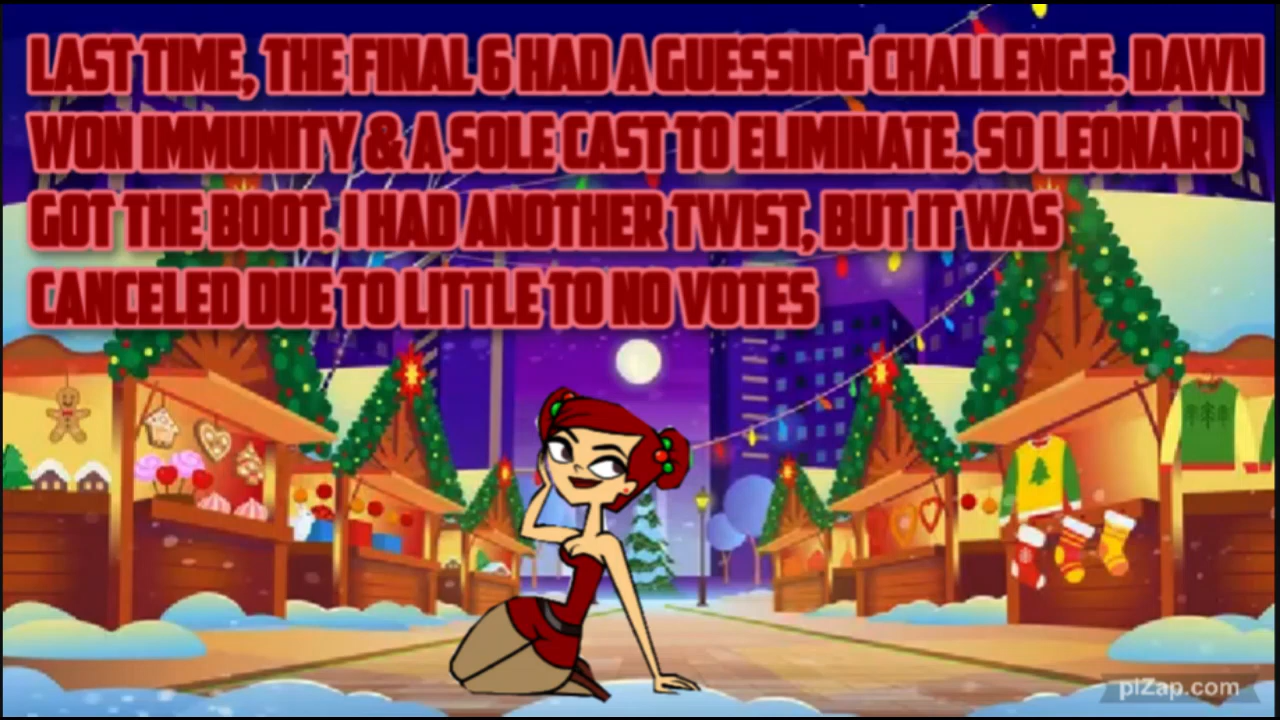 LAST TIME, THE FINAL 6 HAD A GUESSING CHALLENGE. DAWN
WON IMMUNITY & A SOLE CAST TO ELIMINATE. SO LEONARD
GOT THE BOOT. I HAD ANOTHER TWIST, BUT IT WAS
CANCELED DUE TO LITTLE TO NO VOTES
piZap.com